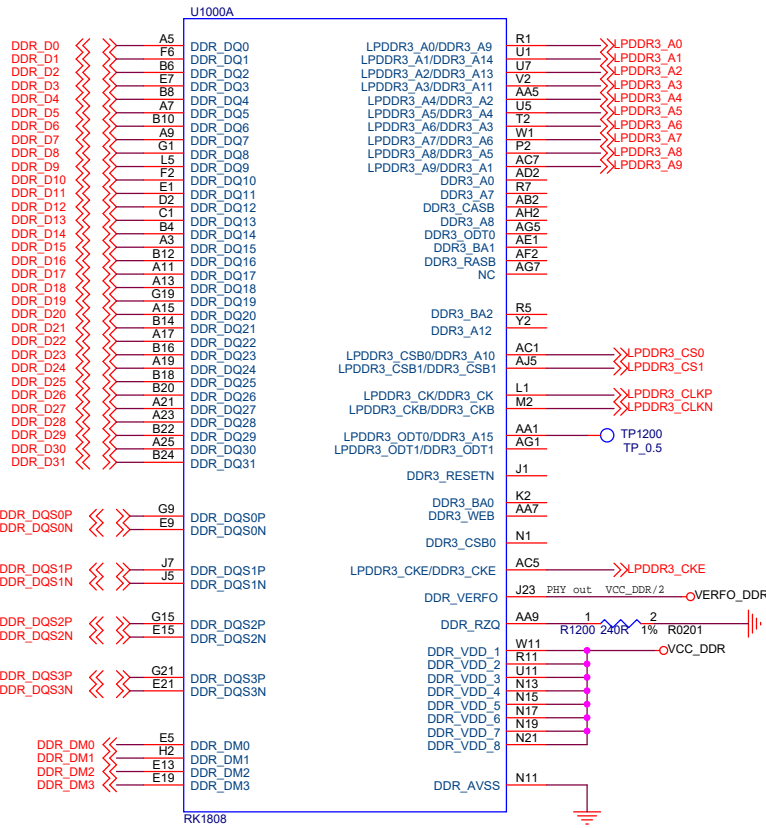 U1000A
DDR_D0 A5 DDR_DQ0 LPDDR3_A0/DDR3_A9 R1 LPDDR3_A0
DDR_D1 F6 DDR_DQ1 LPDDR3_A1/DDR3_A14 U1 LPDDR3_A1
DDR_D2 B6 DDR_DQ2 LPDDR3_A2/DDR3_A13 U7 LPDDR3_A2
DDR_D3 E7 DDR_DQ3 LPDDR3_A3/DDR3_A11 V2 LPDDR3_A3
DDR_D4 B8 DDR_DQ4 LPDDR3_A4/DDR3_A2 AA5 LPDDR3_A4
DDR_D5 A7 DDR_DQ5 LPDDR3_A5/DDR3_A4 U5 LPDDR3_A5
DDR_D6 B10 DDR_DQ6 LPDDR3_A6/DDR3_A3 T2 LPDDR3_A6
DDR_D7 A9 DDR_DQ7 LPDDR3_A7/DDR3_A6 W1 LPDDR3_A7
DDR_D8 G1 DDR_DQ8 LPDDR3_A8/DDR3_A5 P2 LPDDR3_A8
DDR_D9 L5 DDR_DQ9 LPDDR3_A9/DDR3_A1 AC7 LPDDR3_A9
DDR_D10 F2 DDR_DQ10 DDR3_A0 AD2
DDR_D11 E1 DDR_DQ11 DDR3_A7 R7
DDR_D12 D2 DDR_DQ12 DDR3_CASB AB2
DDR_D13 C1 DDR_DQ13 DDR3_A8 AH2
DDR_D14 B4 DDR_DQ14 DDR3_ODT0 AG5
DDR_D15 A3 DDR_DQ15 DDR3_BA1 AE1
DDR_D16 B12 DDR_DQ16 DDR3_RASB AF2
DDR_D17 A11 DDR_DQ17 NC AG7
DDR_D18 A13 DDR_DQ18
DDR_D19 G19 DDR_DQ19
DDR_D20 A15 DDR_DQ20 DDR3_BA2 R5
DDR_D21 B14 DDR_DQ21 DDR3_A12 Y2
DDR_D22 A17 DDR_DQ22
DDR_D23 B16 DDR_DQ23 LPDDR3_CSB0/DDR3_A10 AC1 LPDDR3_CS0
DDR_D24 A19 DDR_DQ24 LPDDR3_CSB1/DDR3_CSB1 AJ5 LPDDR3_CS1
DDR_D25 B18 DDR_DQ25
DDR_D26 B20 DDR_DQ26 LPDDR3_CK/DDR3_CK L1 LPDDR3_CLKP
DDR_D27 A21 DDR_DQ27 LPDDR3_CKB/DDR3_CKB M2 LPDDR3_CLKN
DDR_D28 A23 DDR_DQ28
DDR_D29 B22 DDR_DQ29 LPDDR3_ODT0/DDR3_A15 AA1 TP1200
DDR_D30 A25 DDR_DQ30 LPDDR3_ODT1/DDR3_ODT1 AG1 TP_0.5
DDR_D31 B24 DDR_DQ31
DDR3_RESETN J1
DDR3_BA0 K2
DDR_DQS0P G9 DDR_DQS0P DDR3_WEB AA7
DDR_DQS0N E9 DDR_DQS0N
DDR3_CSB0 N1
DDR_DQS1P J7 DDR_DQS1P LPDDR3_CKE/DDR3_CKE AC5 LPDDR3_CKE
DDR_DQS1N J5 DDR_DQS1N
DDR_VERFO J23 PHY out VCC_DDR/2 VERFO_DDR
DDR_DQS2P G15 DDR_DQS2P DDR_RZQ AA9 1 2
DDR_DQS2N E15 DDR_DQS2N R1200 240R 1% R0201
DDR_VDD_1 W11 VCC_DDR
DDR_VDD_2 R11
DDR_DQS3P G21 DDR_DQS3P DDR_VDD_3 U11
DDR_DQS3N E21 DDR_DQS3N DDR_VDD_4 N13
DDR_VDD_5 N15
DDR_VDD_6 N17
DDR_VDD_7 N19
DDR_DM0 E5 DDR_DM0 DDR_VDD_8 N21
DDR_DM1 H2 DDR_DM1
DDR_DM2 E13 DDR_DM2
DDR_DM3 E19 DDR_DM3 DDR_AVSS N11
RK1808